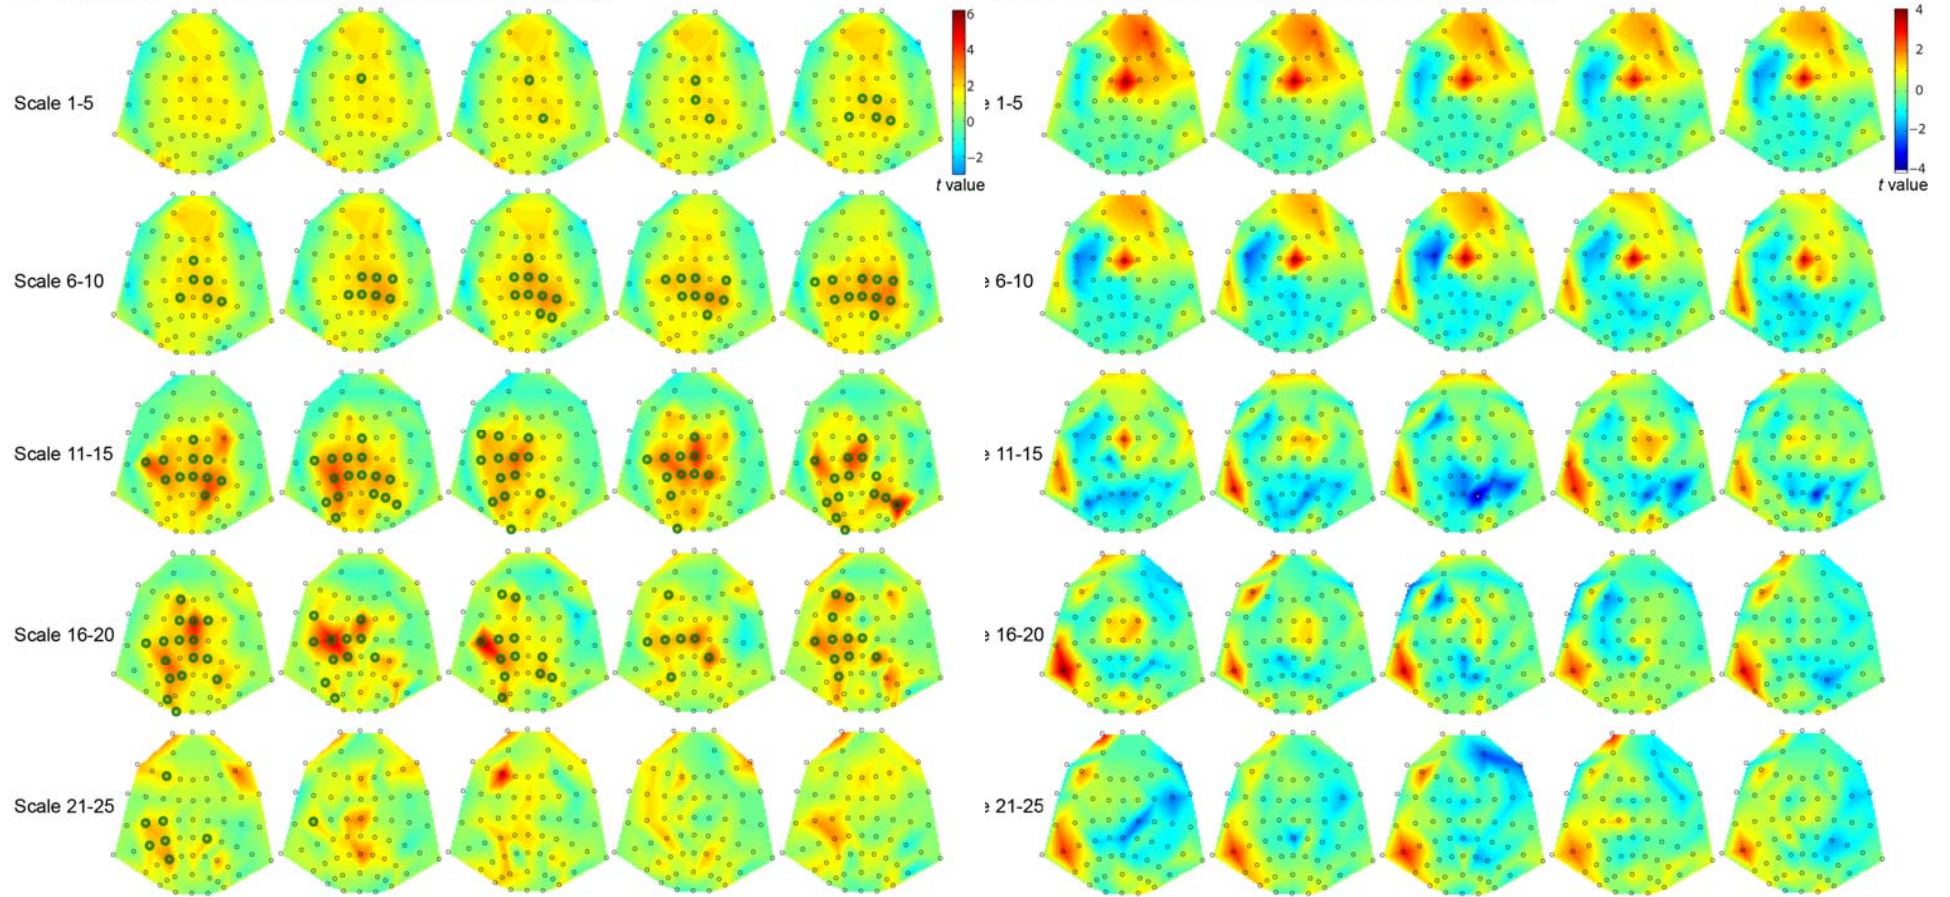 6
4
2
0
−2
t value
Scale 1-5
Scale 6-10
Scale 11-15
Scale 16-20
Scale 21-25
4
2
0
−2
−4
t value
e 1-5
e 6-10
e 11-15
e 16-20
e 21-25